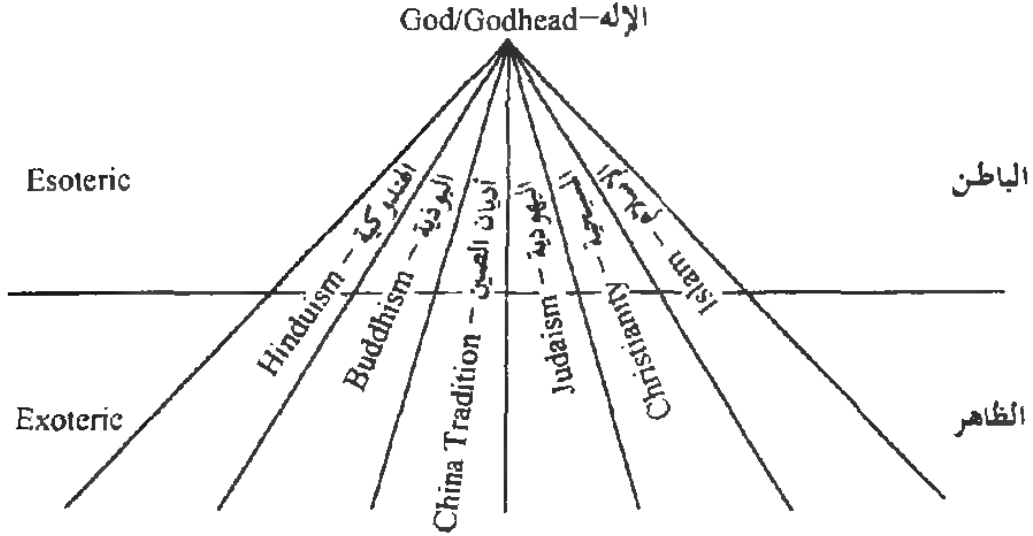 God/Godhead–الإله
Esoteric
الباطن
Hinduism – الهندوكية
Buddhism – البوذية
China Tradition – أديان الصين
Judaism – اليهودية
Christianity – المسيحية
Islam – الإسلام
Exoteric
الظاهر